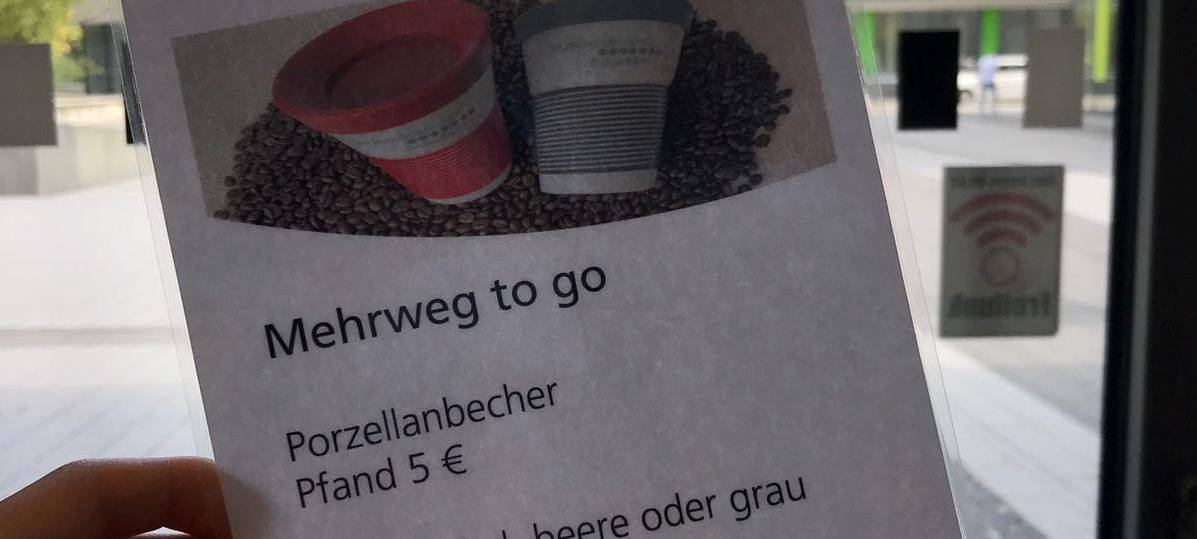 Mehrweg to go
Porzellanbecher
Pfand 5 €
beere oder grau